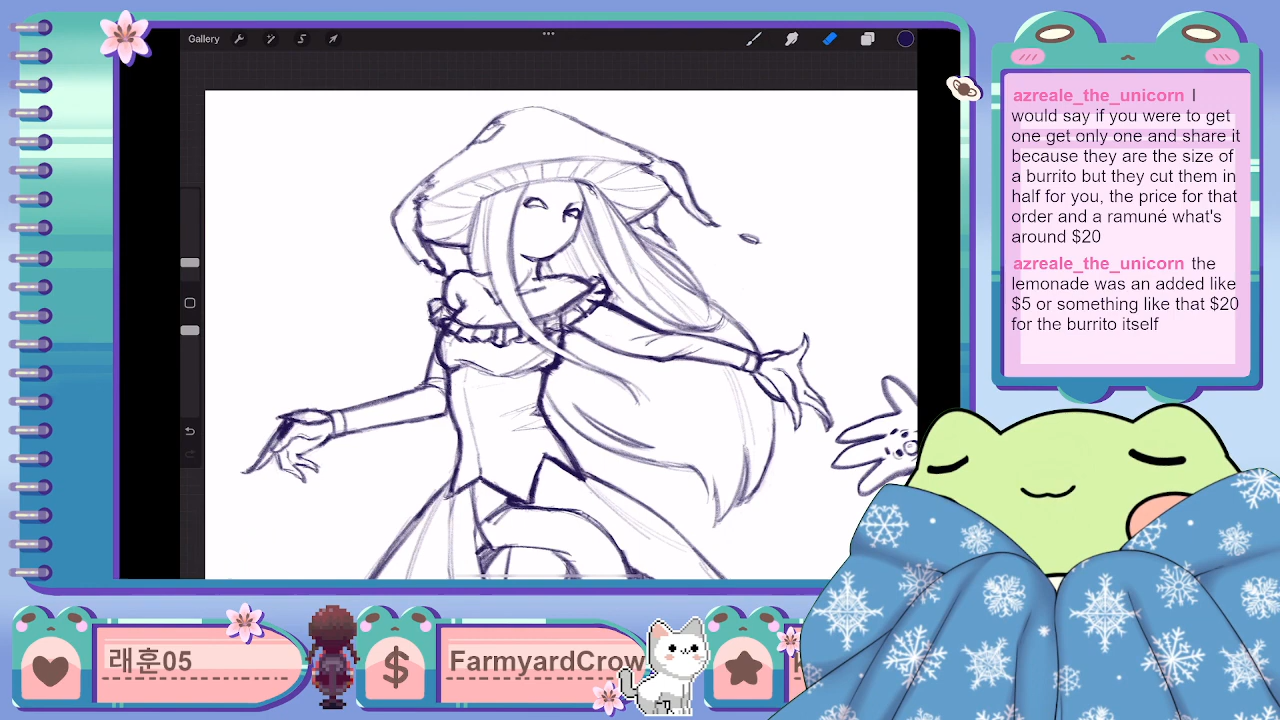 Gallery
azreale_the_unicorn I
would say if you were to get
one get only one and share it
because they are the size of
a burrito but they cut them in
half for you, the price for that
order and a ramuné what's
around $20
azreale_the_unicorn the
lemonade was an added like
$5 or something like that $20
for the burrito itself
래훈05
$
FarmyardCrow